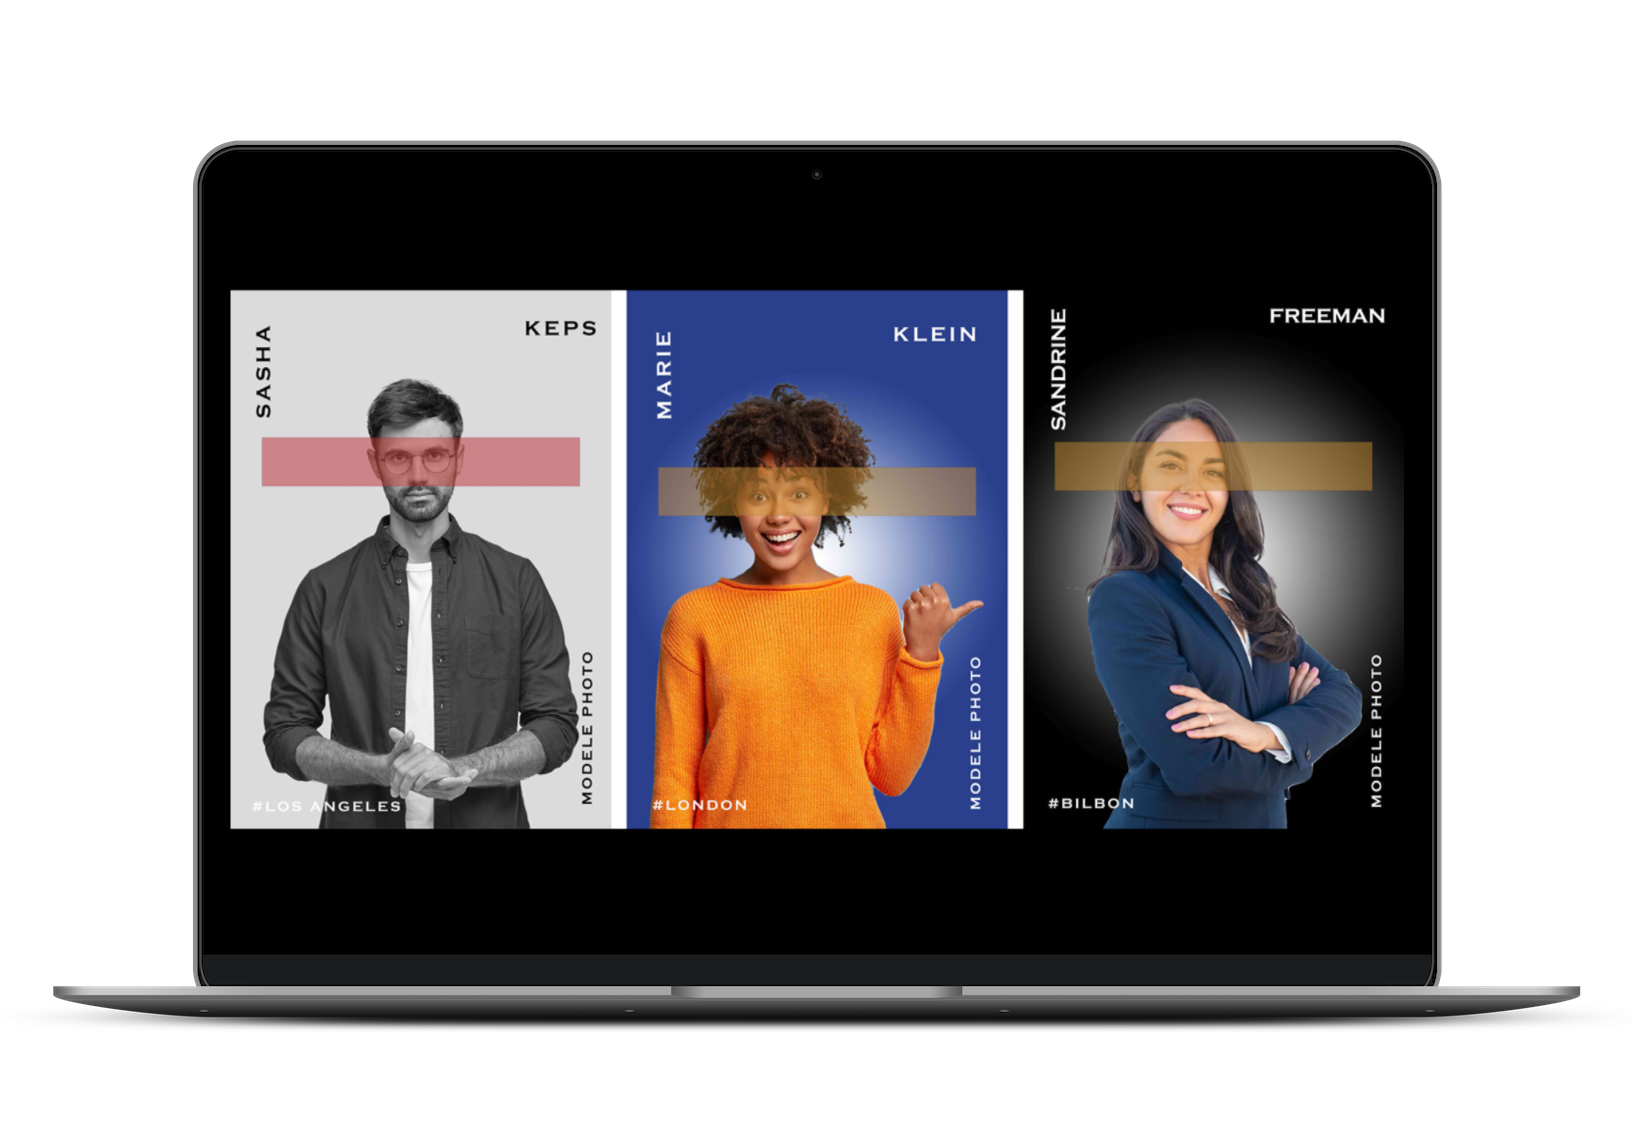 SASHA
KEPS
MODELE PHOTO
#LOS ANGELES
MARIE
KLEIN
MODELE PHOTO
#LONDON
SANDRINE
FREEMAN
MODELE PHOTO
#BILBON